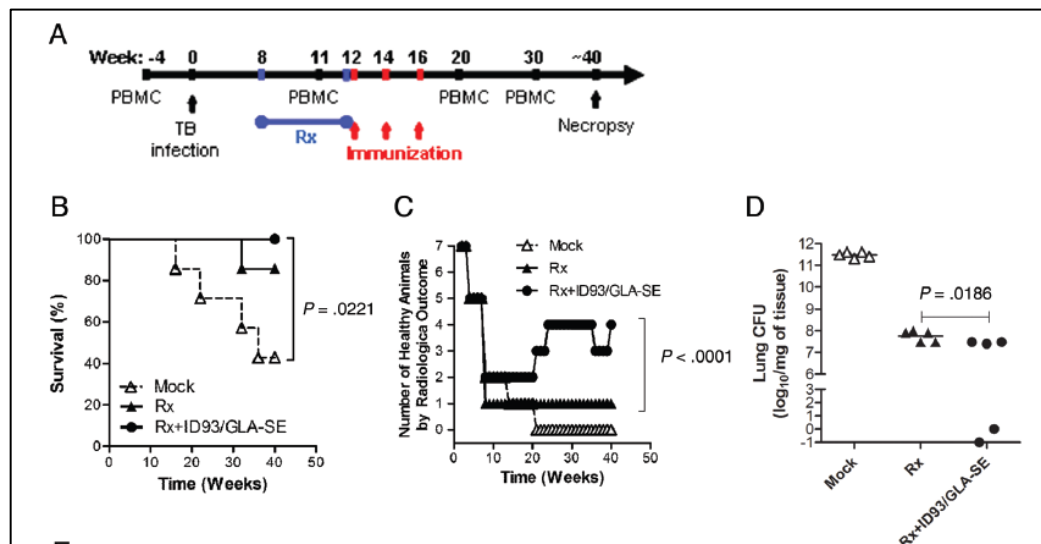 A
Week: -4 0 8 11 12 14 16 20 30 ~40
PBMC PBMC PBMC PBMC
TB
infection
Rx
Immunization
Necropsy
B
Survival (%)
100
80
60
40
20
0
P = .0221
Mock
Rx
Rx+ID93/GLA-SE
0 10 20 30 40 50
Time (Weeks)
C
Number of Healthy Animals
by Radiologica Outcome
7
6
5
4
3
2
1
0
Mock
Rx
Rx+ID93/GLA-SE
P < .0001
0 10 20 30 40 50
Time (Weeks)
D
Lung CFU
(log10/mg of tissue)
12
11
10
9
8
7
6
5
3
2
1
0
-1
P = .0186
Mock
Rx
Rx+ID93/GLA-SE